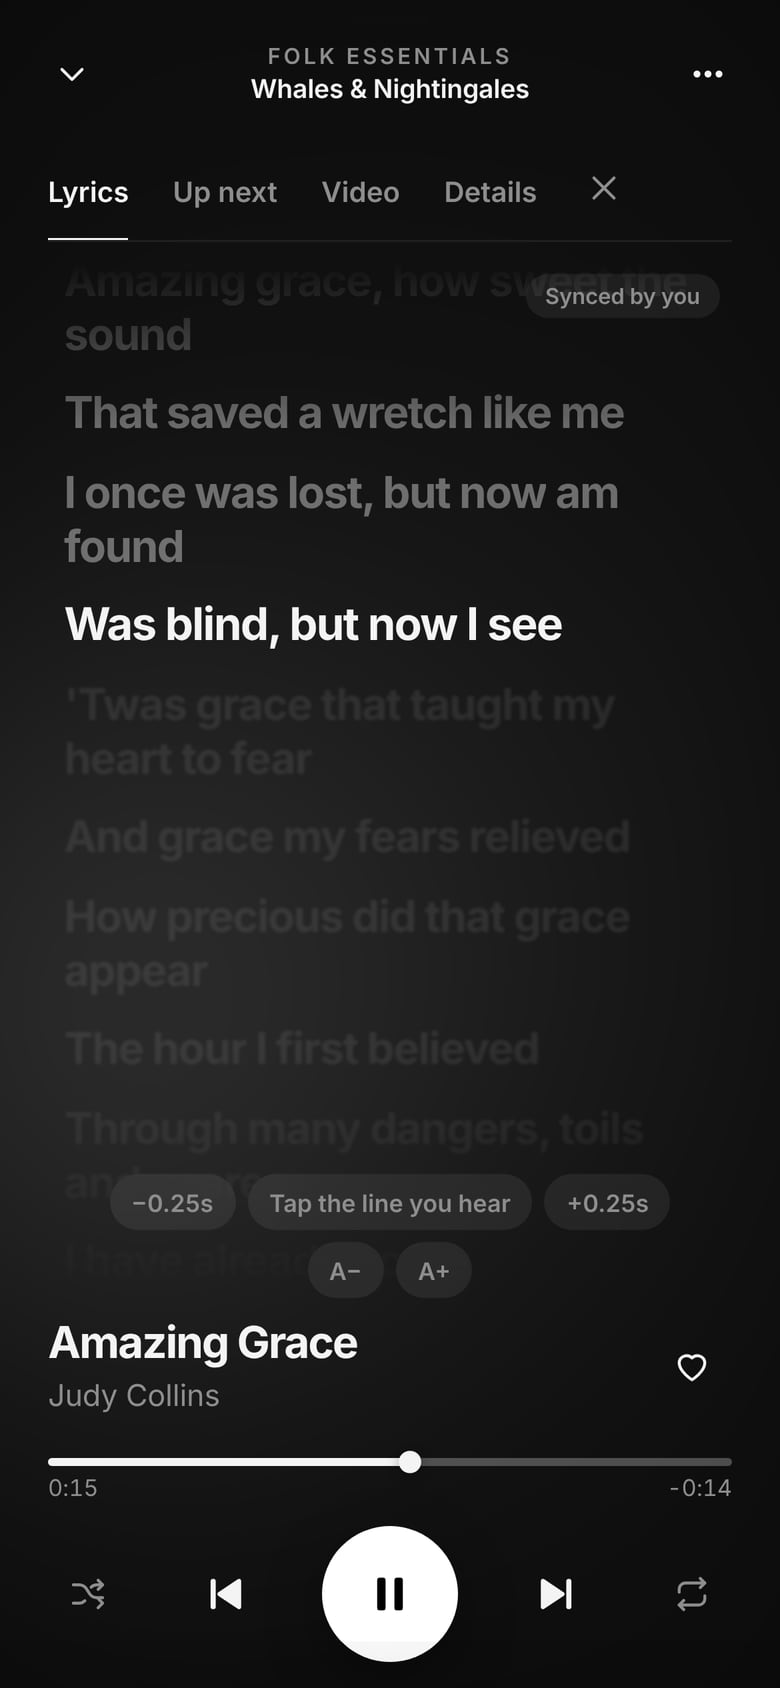 FOLK ESSENTIALS
Whales & Nightingales
Lyrics Up next Video Details
Amazing grace, how sweet the
sound
Synced by you
That saved a wretch like me
I once was lost, but now am
found
Was blind, but now I see
'Twas grace that taught my
heart to fear
And grace my fears relieved
How precious did that grace
appear
The hour I first believed
Through many dangers, toils
and
−0.25s Tap the line you hear +0.25s
I have
A− A+
Amazing Grace
Judy Collins
0:15 -0:14